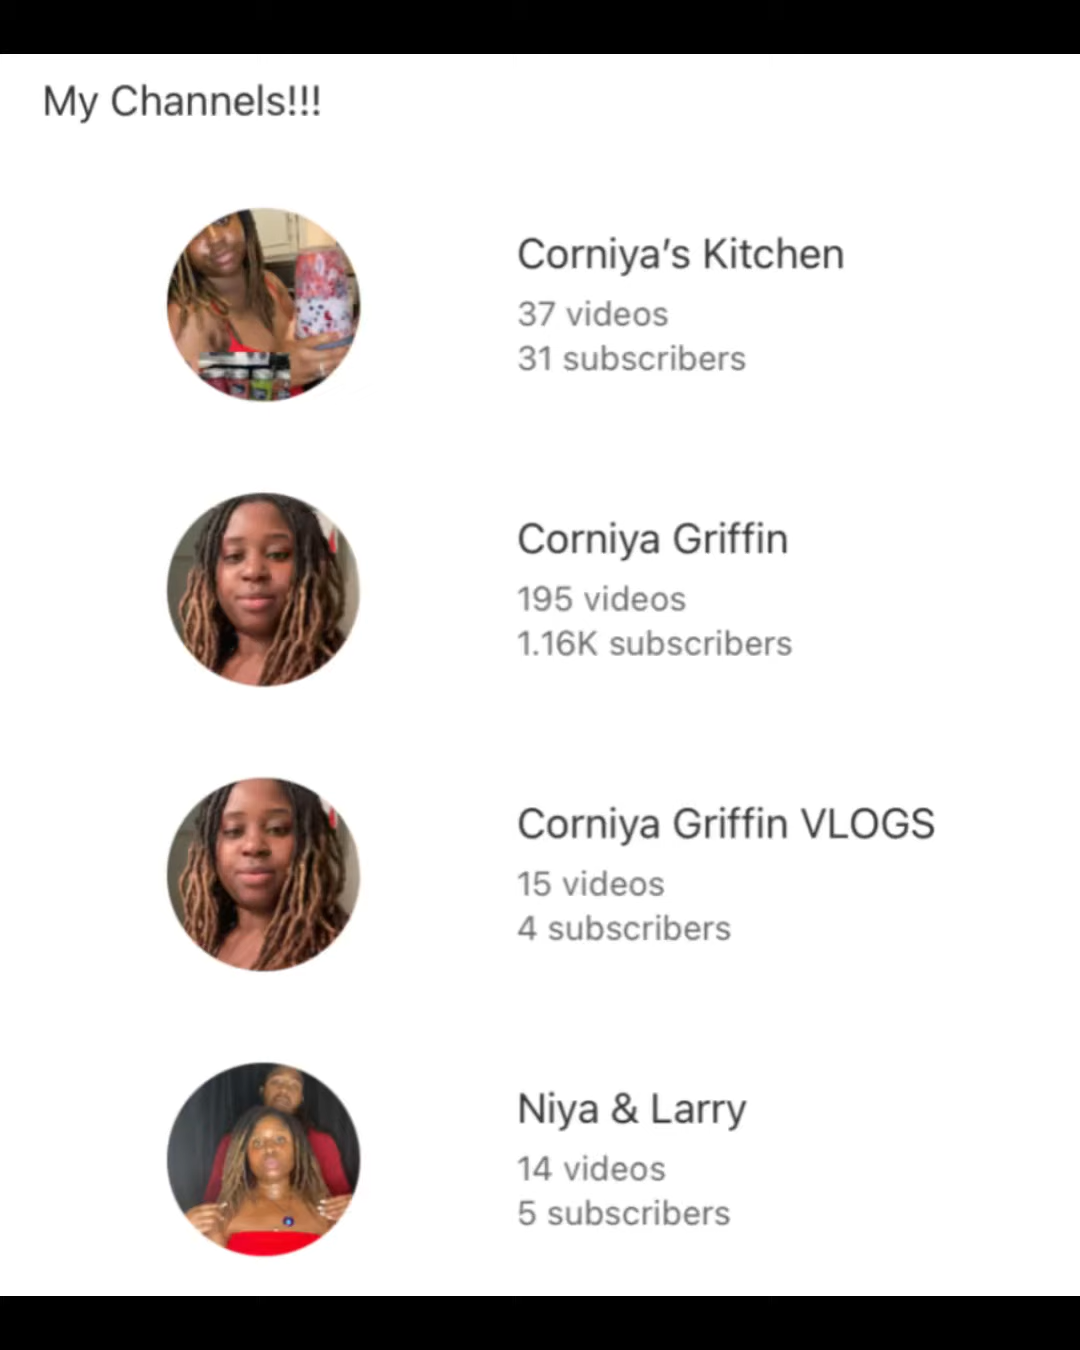 My Channels!!!
Corniya’s Kitchen
37 videos
31 subscribers
Corniya Griffin
195 videos
1.16K subscribers
Corniya Griffin VLOGS
15 videos
4 subscribers
Niya & Larry
14 videos
5 subscribers